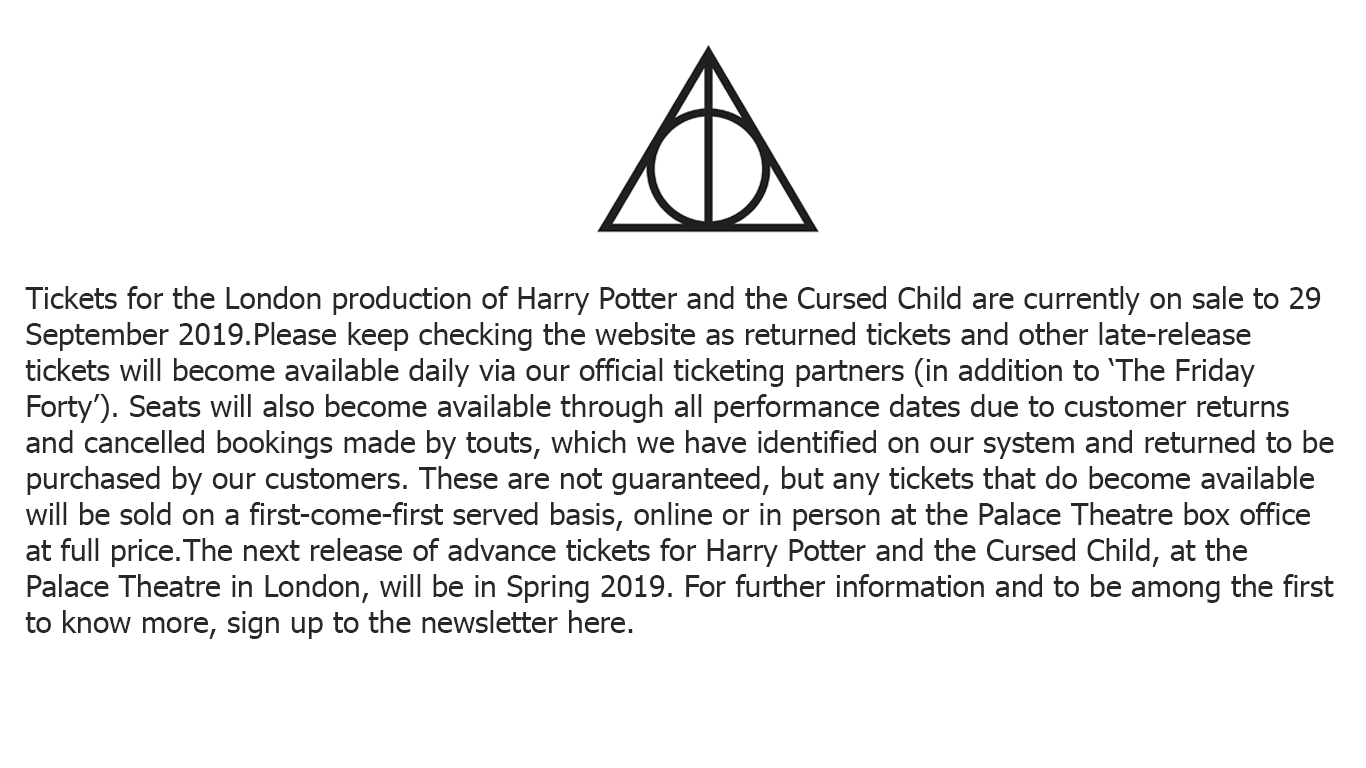 Tickets for the London production of Harry Potter and the Cursed Child are currently on sale to 29
September 2019.Please keep checking the website as returned tickets and other late-release
tickets will become available daily via our official ticketing partners (in addition to ‘The Friday
Forty’). Seats will also become available through all performance dates due to customer returns
and cancelled bookings made by touts, which we have identified on our system and returned to be
purchased by our customers. These are not guaranteed, but any tickets that do become available
will be sold on a first-come-first served basis, online or in person at the Palace Theatre box office
at full price.The next release of advance tickets for Harry Potter and the Cursed Child, at the
Palace Theatre in London, will be in Spring 2019. For further information and to be among the first
to know more, sign up to the newsletter here.